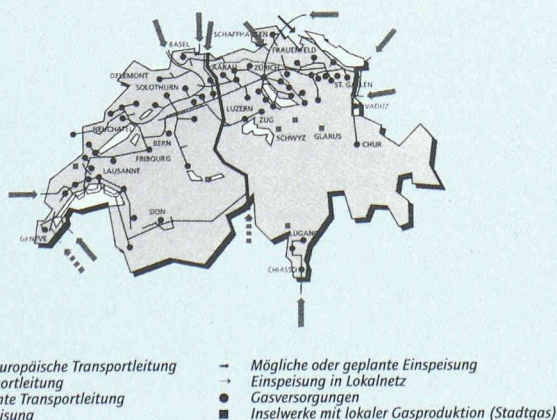 SCHAFFHAUSEN
BASEL
FRAUENFELD
AARAU
ZÜRICH
DELEMONT
ST. GALLEN
SOLOTHURN
LUZERN
VADUZ
ZUG
NEUCHATEL
SCHWYZ
GLARUS
BERN
CHUR
FRIBOURG
LAUSANNE
SION
LUGANO
GENEVE
CHIASSO
uropäische Transportleitung
portleitung
nte Transportleitung
isung
Mögliche oder geplante Einspeisung
Einspeisung in Lokalnetz
Gasversorgungen
Inselwerke mit lokaler Gasproduktion (Stadtgas)